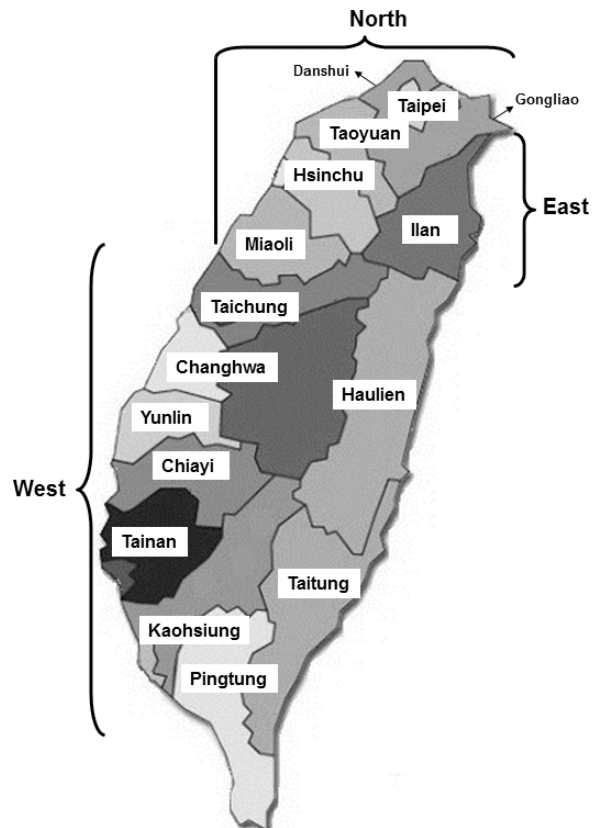 North
Danshui
Taipei
Gongliao
Taoyuan
Hsinchu
East
Ilan
Miaoli
Taichung
Changhwa
Haulien
Yunlin
Chiayi
West
Tainan
Taitung
Kaohsiung
Pingtung